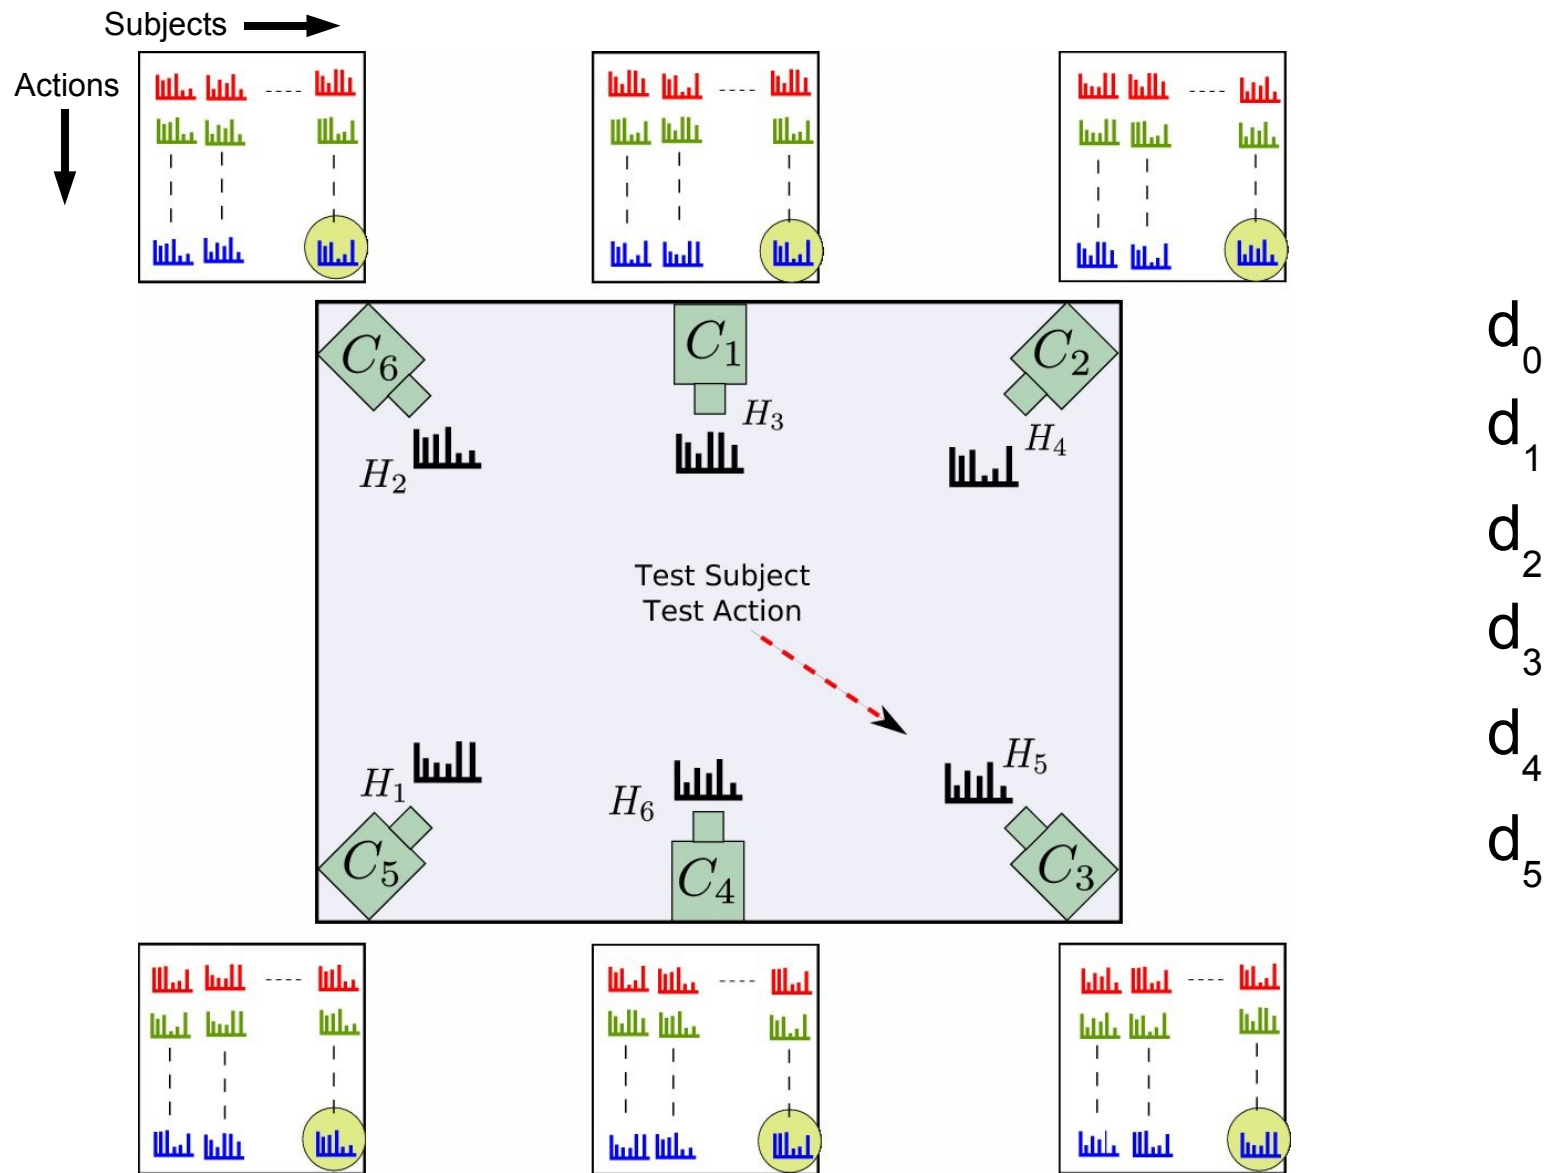 Subjects
Actions
C6
C1
C2
H3
H4
H2
Test Subject
Test Action
H5
H1
H6
C5
C4
C3
d0
d1
d2
d3
d4
d5